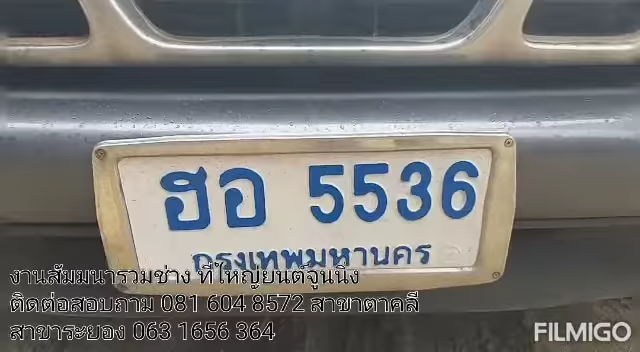 ฮอ 5536
กรุงเทพมหานคร
งานสัมมนารวมช่าง ที่ใหญ่ยนต์จูนนิ่ง
ติดต่อสอบถาม 081 604 8572 สาขาตาคลี
สาขาระยอง 063 1656 364
FILMIGO